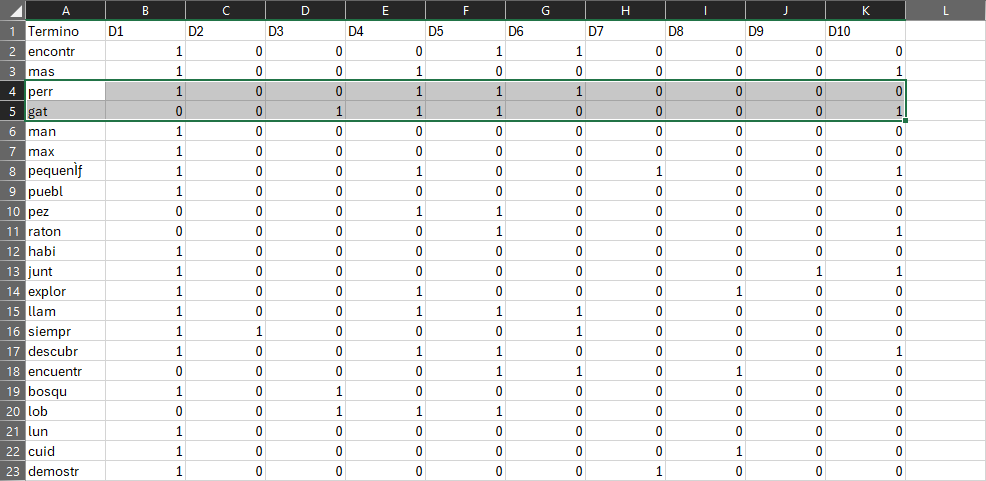 A B C D E F G H I J K L
1 Termino D1 D2 D3 D4 D5 D6 D7 D8 D9 D10
2 encontr 1 0 0 0 1 1 0 0 0 0
3 mas 1 0 0 1 0 0 0 0 0 1
4 perr 1 0 0 1 1 1 0 0 0 0
5 gat 0 0 1 1 1 0 0 0 0 1
6 man 1 0 0 0 0 0 0 0 0 0
7 max 1 0 0 0 0 0 0 0 0 0
8 pequenÌƒ 1 0 0 1 0 0 1 0 0 1
9 puebl 1 0 0 0 0 0 0 0 0 0
10 pez 0 0 0 1 1 0 0 0 0 0
11 raton 0 0 0 0 1 0 0 0 0 1
12 habi 1 0 0 0 0 0 0 0 0 0
13 junt 1 0 0 0 0 0 0 0 1 1
14 explor 1 0 0 1 0 0 0 1 0 0
15 llam 1 0 0 1 1 1 0 0 0 0
16 siempr 1 1 0 0 0 1 0 0 0 0
17 descubr 1 0 0 1 1 0 0 0 0 1
18 encuentr 0 0 0 0 1 1 0 1 0 0
19 bosqu 1 0 1 0 0 0 0 0 0 0
20 lob 0 0 1 1 1 0 0 0 0 0
21 lun 1 0 0 0 0 0 0 0 0 0
22 cuid 1 0 0 0 0 0 0 1 0 0
23 demostr 1 0 0 0 0 0 1 0 0 0